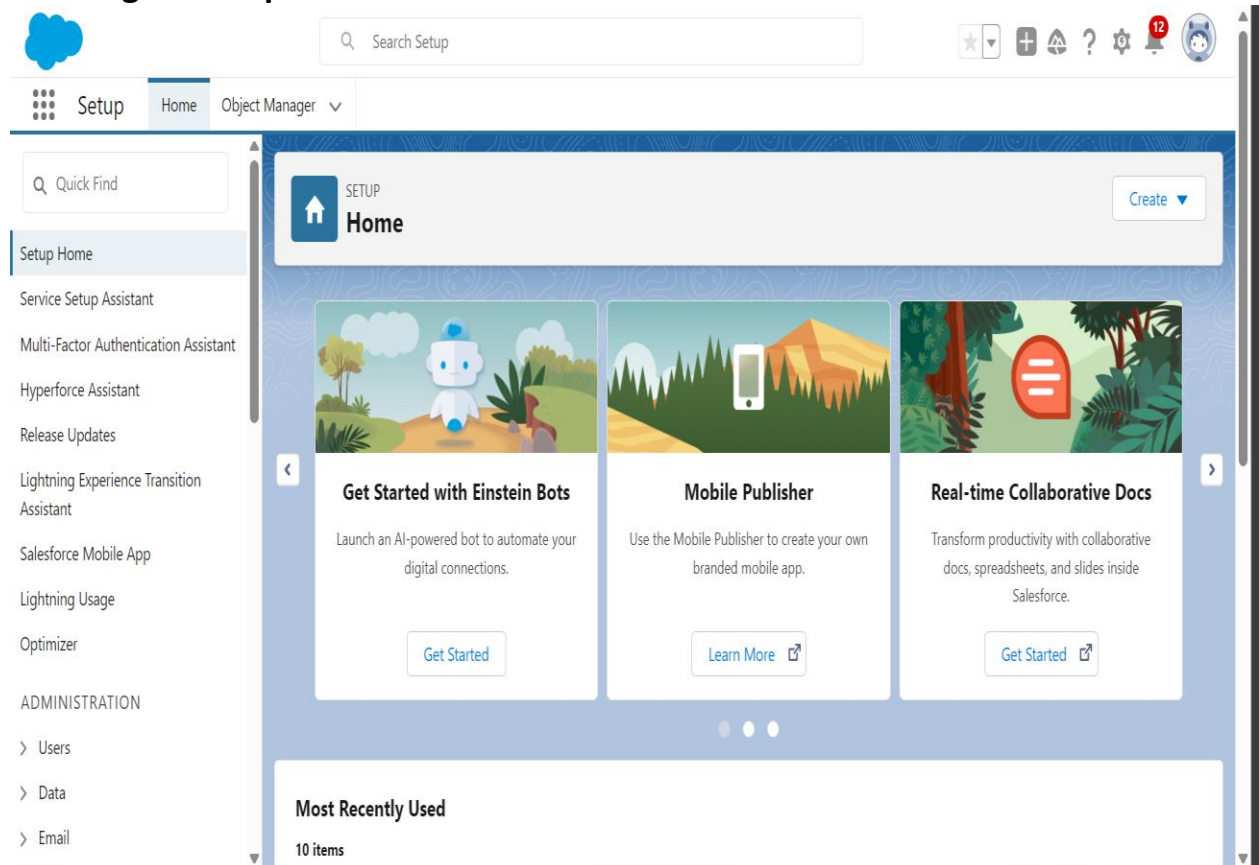 Search Setup
12
Setup
Home
Object Manager
Quick Find
Setup Home
Service Setup Assistant
Multi-Factor Authentication Assistant
Hyperforce Assistant
Release Updates
Lightning Experience Transition
Assistant
Salesforce Mobile App
Lightning Usage
Optimizer
ADMINISTRATION
Users
Data
Email
SETUP
Home
Create
Get Started with Einstein Bots
Launch an AI-powered bot to automate your
digital connections.
Get Started
Mobile Publisher
Use the Mobile Publisher to create your own
branded mobile app.
Learn More
Real-time Collaborative Docs
Transform productivity with collaborative
docs, spreadsheets, and slides inside
Salesforce.
Get Started
Most Recently Used
10 items